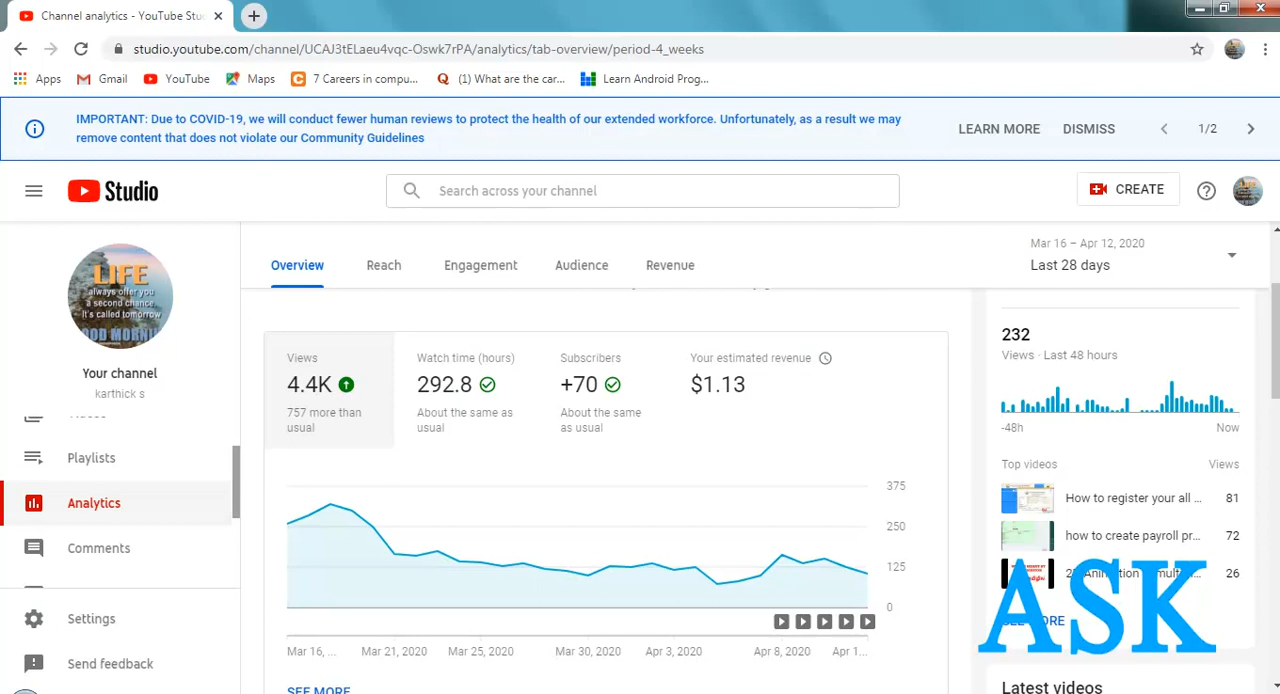 Channel analytics - YouTube Stu
studio.youtube.com/channel/UCAJ3tELaeu4vqc-Oswk7rPA/analytics/tab-overview/period-4_weeks
Apps
Gmail
YouTube
Maps
7 Careers in compu...
(1) What are the car...
Learn Android Prog...
IMPORTANT: Due to COVID-19, we will conduct fewer human reviews to protect the health of our extended workforce. Unfortunately, as a result we may
remove content that does not violate our Community Guidelines
LEARN MORE
DISMISS
1/2
Studio
Search across your channel
CREATE
LIFE
always offer you
a second chance.
It's called tomorrow
Your channel
karthick s
Playlists
Analytics
Comments
Settings
Send feedback
Overview
Reach
Engagement
Audience
Revenue
Mar 16 – Apr 12, 2020
Last 28 days
Views
4.4K
757 more than
usual
Watch time (hours)
292.8
About the same as
usual
Subscribers
+70
About the same
as usual
Your estimated revenue
$1.13
375
250
125
0
Mar 16, ...
Mar 21, 2020
Mar 25, 2020
Mar 30, 2020
Apr 3, 2020
Apr 8, 2020
Apr 1...
SEE MORE
232
Views · Last 48 hours
-48h
Now
Top videos
Views
How to register your all ...
81
how to create payroll pr...
72
26
ASK
Latest videos